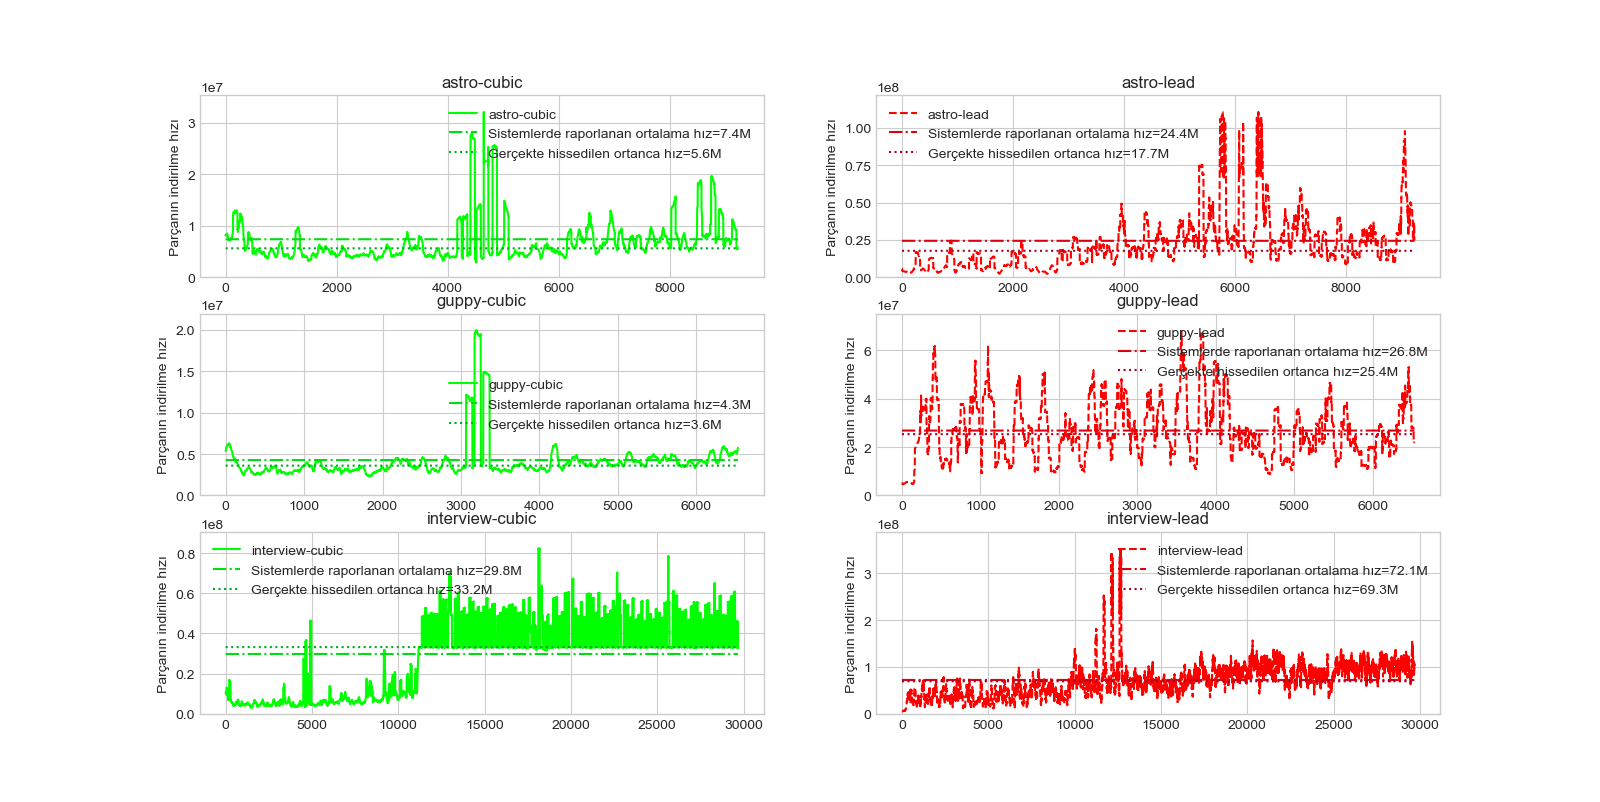 astro-cubic
1e7
Parçanın indirilme hızı
3
2
1
0
astro-cubic
Sistemlerde raporlanan ortalama hız=7.4M
Gerçekte hissedilen ortanca hız=5.6M
0 2000 4000 6000 8000
astro-lead
1e8
Parçanın indirilme hızı
1.00
0.75
0.50
0.25
0.00
astro-lead
Sistemlerde raporlanan ortalama hız=24.4M
Gerçekte hissedilen ortanca hız=17.7M
0 2000 4000 6000 8000
guppy-cubic
1e7
Parçanın indirilme hızı
2.0
1.5
1.0
0.5
0.0
guppy-cubic
Sistemlerde raporlanan ortalama hız=4.3M
Gerçekte hissedilen ortanca hız=3.6M
0 1000 2000 3000 4000 5000 6000
guppy-lead
1e7
Parçanın indirilme hızı
6
4
2
0
guppy-lead
Sistemlerde raporlanan ortalama hız=26.8M
Gerçekte hissedilen ortanca hız=25.4M
0 1000 2000 3000 4000 5000 6000
interview-cubic
1e8
Parçanın indirilme hızı
0.8
0.6
0.4
0.2
0.0
interview-cubic
Sistemlerde raporlanan ortalama hız=29.8M
Gerçekte hissedilen ortanca hız=33.2M
0 5000 10000 15000 20000 25000 30000
interview-lead
1e8
Parçanın indirilme hızı
3
2
1
0
interview-lead
Sistemlerde raporlanan ortalama hız=72.1M
Gerçekte hissedilen ortanca hız=69.3M
0 5000 10000 15000 20000 25000 30000